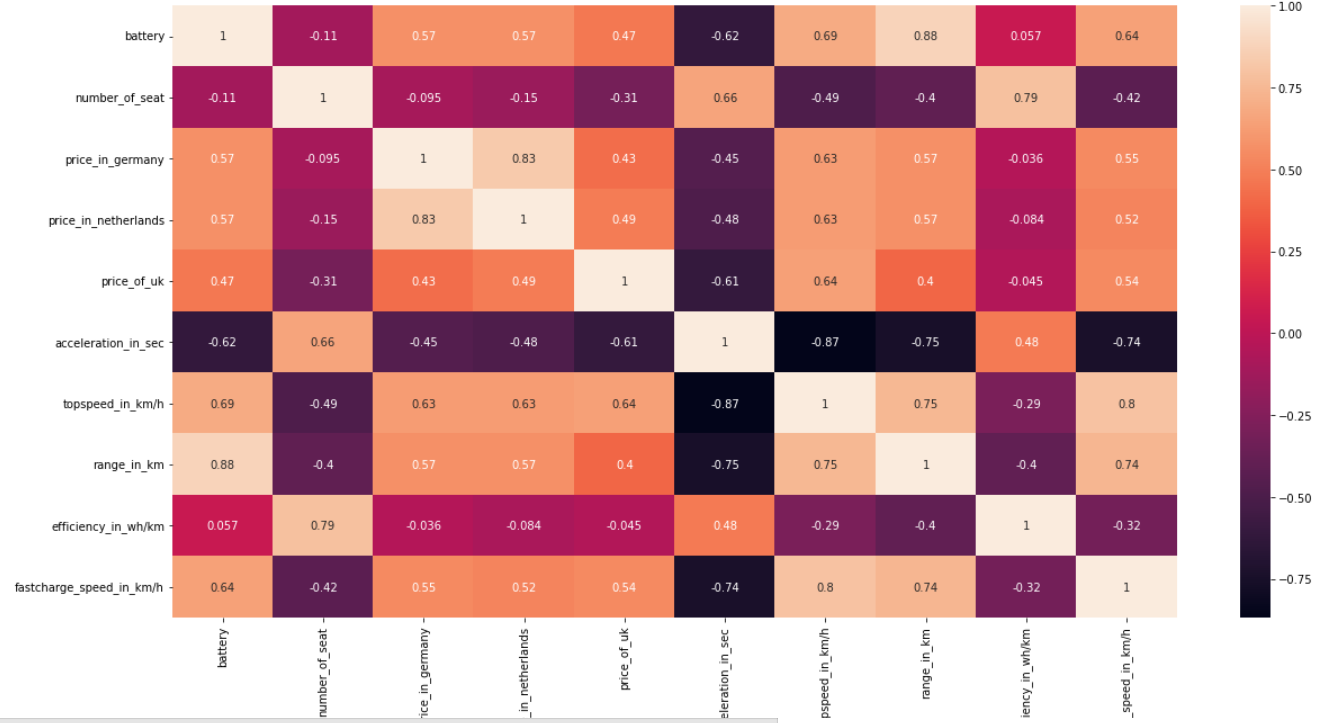 battery 1 -0.11 0.57 0.57 0.47 -0.62 0.69 0.88 0.057 0.64
number_of_seat -0.11 1 -0.095 -0.15 -0.31 0.66 -0.49 -0.4 0.79 -0.42
price_in_germany 0.57 -0.095 1 0.83 0.43 -0.45 0.63 0.57 -0.036 0.55
price_in_netherlands 0.57 -0.15 0.83 1 0.49 -0.48 0.63 0.57 -0.084 0.52
price_of_uk 0.47 -0.31 0.43 0.49 1 -0.61 0.64 0.4 -0.045 0.54
acceleration_in_sec -0.62 0.66 -0.45 -0.48 -0.61 1 -0.87 -0.75 0.48 -0.74
topspeed_in_km/h 0.69 -0.49 0.63 0.63 0.64 -0.87 1 0.75 -0.29 0.8
range_in_km 0.88 -0.4 0.57 0.57 0.4 -0.75 0.75 1 -0.4 0.74
efficiency_in_wh/km 0.057 0.79 -0.036 -0.084 -0.045 0.48 -0.29 -0.4 1 -0.32
fastcharge_speed_in_km/h 0.64 -0.42 0.55 0.52 0.54 -0.74 0.8 0.74 -0.32 1
battery
number_of_seat
rice_in_germany
_in_netherlands
price_of_uk
eleration_in_sec
pspeed_in_km/h
range_in_km
iency_in_wh/km
_speed_in_km/h
1.00
0.75
0.50
0.25
0.00
−0.25
−0.50
−0.75